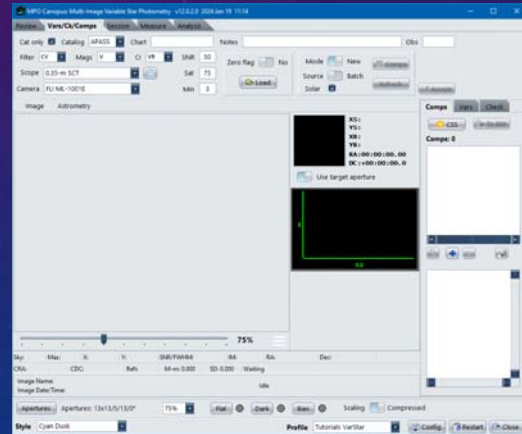 MPO Canopus: Multi-Image Variable Star Photometry v12.0.2.0 2024 Jan 19 11:14
Review Vars/Ck/Comps Session Measure Analysis
Cat only Catalog APASS Chart Notes Obs
Filter CV Mags V CI VR SNR 50
Zero flag No
Mode New
Scope 0.35-m SCT Sat 75
Load
Source Batch
Camera FLI ML-1001E Min 3
Solar
Accept
Image Astrometry
Comps Vars Check
XS:
YS:
XB:
YB:
RA:00:00:00.00
DC:+00:00:00.0
CSS
Comps: 0
Use target aperture
0.0
75%
Sky: Max: X: Y: SNR/FWHM: IM: RA: Dec:
CRA: CDC: Ref: M-m: 0.000 SD: 0.000 Waiting
Image Name:
Image Date/Time:
Idle
Apertures Apertures: 13x13/5/13/0° 75% Flat Dark Bias Scaling Compressed
Style Cyan Dusk Profile Tutorials VarStar Config Restart Close